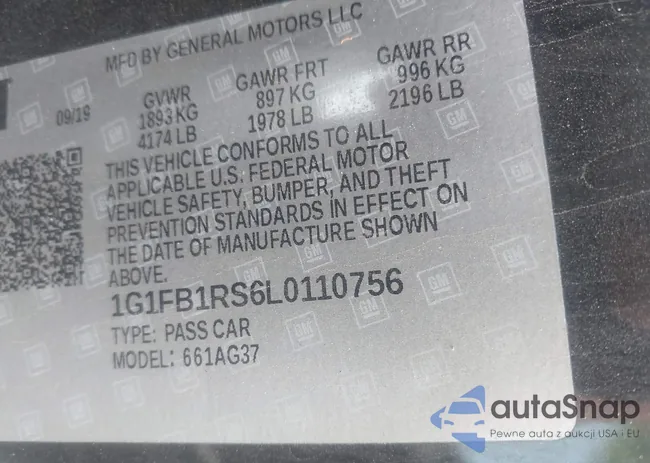 MFD BY GENERAL MOTORS LLC
09/19
GVWR
1893 KG
4174 LB
GAWR FRT
897 KG
1978 LB
GAWR RR
996 KG
2196 LB
THIS VEHICLE CONFORMS TO ALL
APPLICABLE U.S. FEDERAL MOTOR
VEHICLE SAFETY, BUMPER, AND THEFT
PREVENTION STANDARDS IN EFFECT ON
THE DATE OF MANUFACTURE SHOWN
ABOVE.
1G1FB1RS6L0110756
TYPE: PASS CAR
MODEL: 661AG37
autaSnap
Pewne auta z aukcji USA i EU